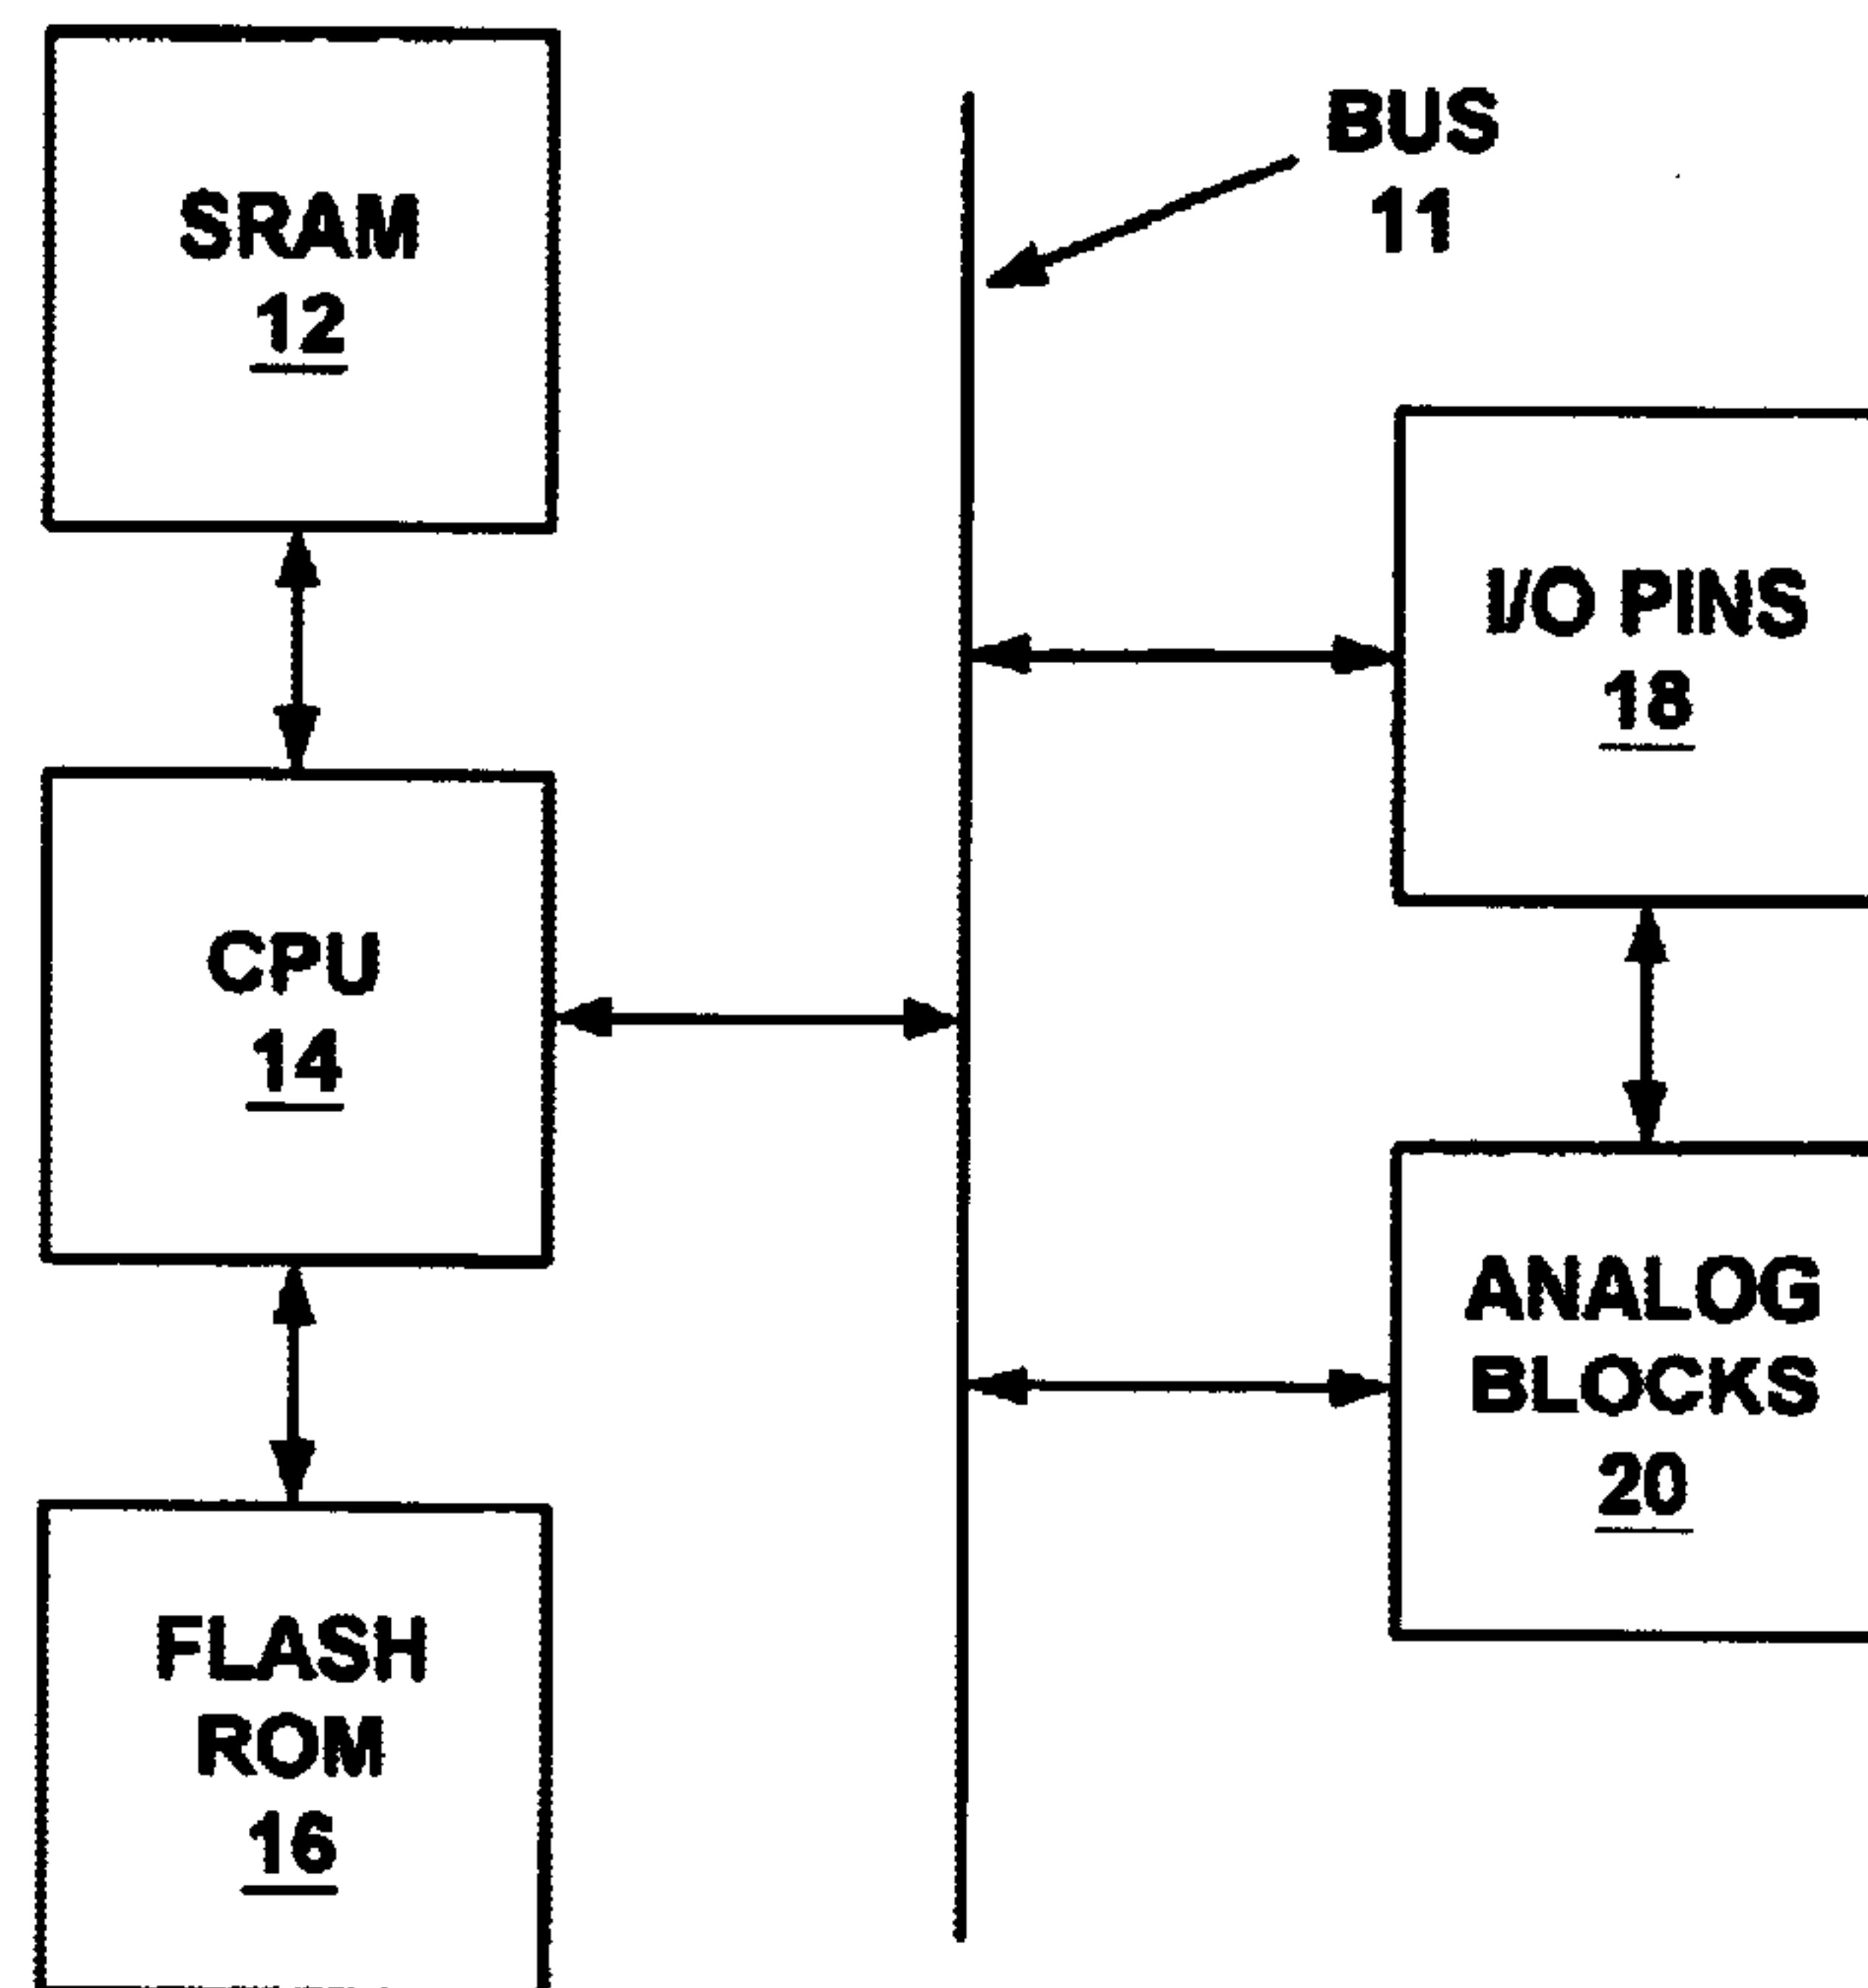 SRAM
12
BUS
11
I/O PINS
18
CPU
14
ANALOG
BLOCKS
20
FLASH
ROM
16